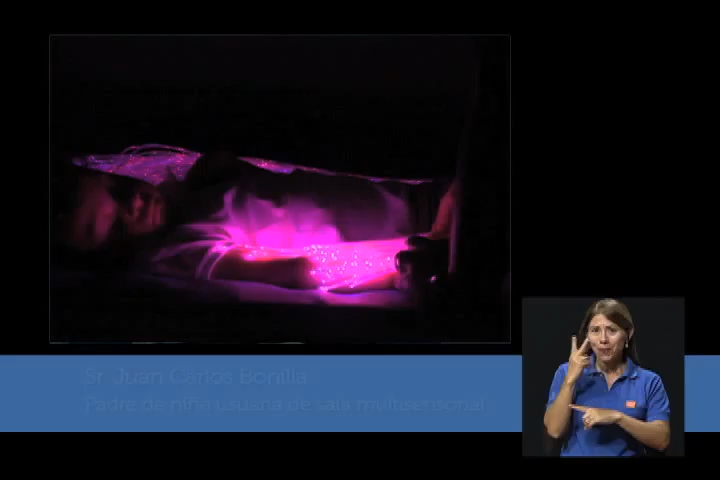 Sr. Juan Carlos Bonilla
Padre de niña usuaria de sala multisensorial